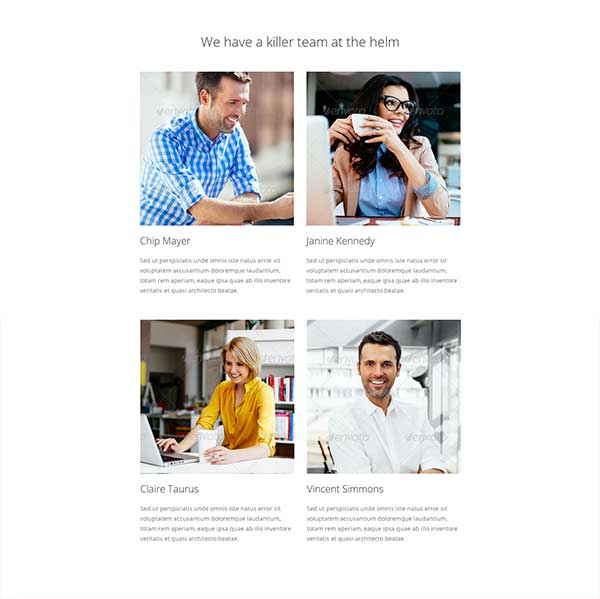 We have a killer team at the helm
envato
envato
Chip Mayer
Janine Kennedy
Sed ut perspiciatis unde omnis iste natus error sit
voluptatem accusantium doloremque laudantium,
totam rem aperiam, eaque ipsa quae ab illo inventore
veritatis et quasi architecto beatae.
Sed ut perspiciatis unde omnis iste natus error sit
voluptatem accusantium doloremque laudantium,
totam rem aperiam, eaque ipsa quae ab illo inventore
veritatis et quasi architecto beatae.
envato
envato
Claire Taurus
Vincent Simmons
Sed ut perspiciatis unde omnis iste natus error sit
voluptatem accusantium doloremque laudantium,
totam rem aperiam, eaque ipsa quae ab illo inventore
veritatis et quasi architecto beatae.
Sed ut perspiciatis unde omnis iste natus error sit
voluptatem accusantium doloremque laudantium,
totam rem aperiam, eaque ipsa quae ab illo inventore
veritatis et quasi architecto beatae.